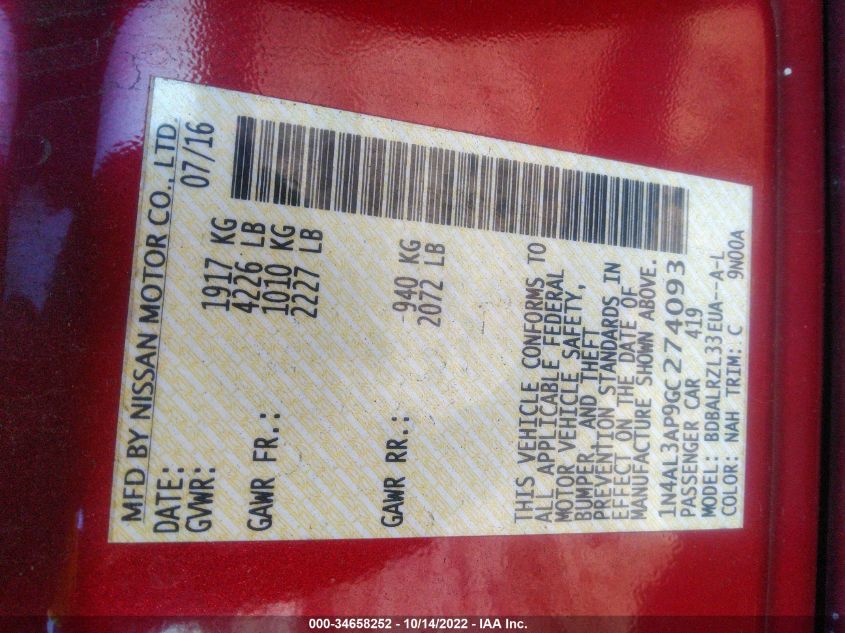 MFD BY NISSAN MOTOR CO., LTD.
DATE: 07/16
GVWR: 1917 KG
4226 LB
GAWR FR.: 1010 KG
2227 LB
GAWR RR.: 940 KG
2072 LB
THIS VEHICLE CONFORMS TO
ALL APPLICABLE FEDERAL
MOTOR VEHICLE SAFETY,
BUMPER AND THEFT
PREVENTION STANDARDS IN
EFFECT ON THE DATE OF
MANUFACTURE SHOWN ABOVE.
1N4AL3AP9GC274093
PASSENGER CAR 419
MODEL: BDBALRZL33EUA--A-L
COLOR: NAH TRIM: C 9N00A
000-34658252 - 10/14/2022 - IAA Inc.